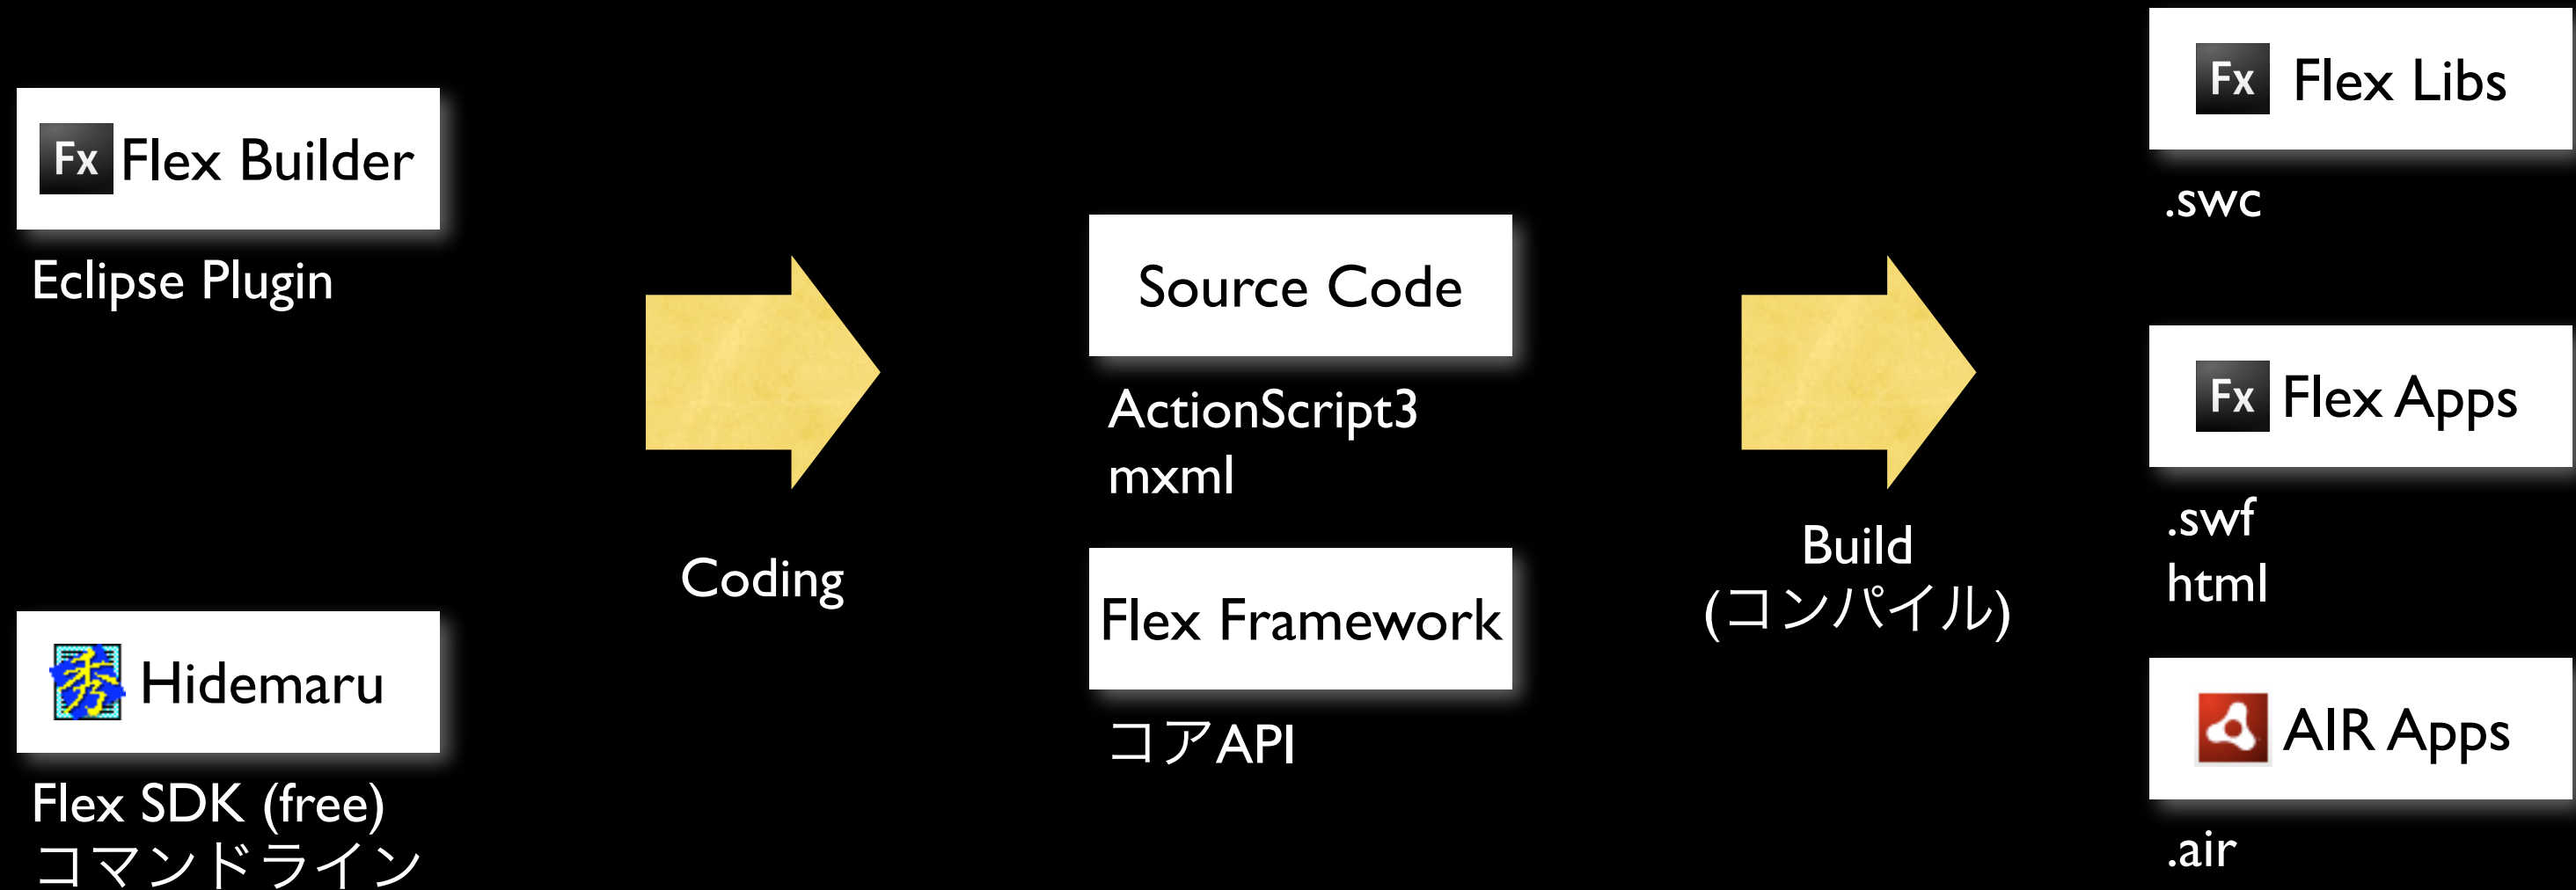 Fx Flex Builder
Eclipse Plugin
秀 Hidemaru
Flex SDK (free)
コマンドライン
Coding
Source Code
ActionScript3
mxml
Flex Framework
コアAPI
Build
(コンパイル)
Fx Flex Libs
.swc
Fx Flex Apps
.swf
html
AIR Apps
.air